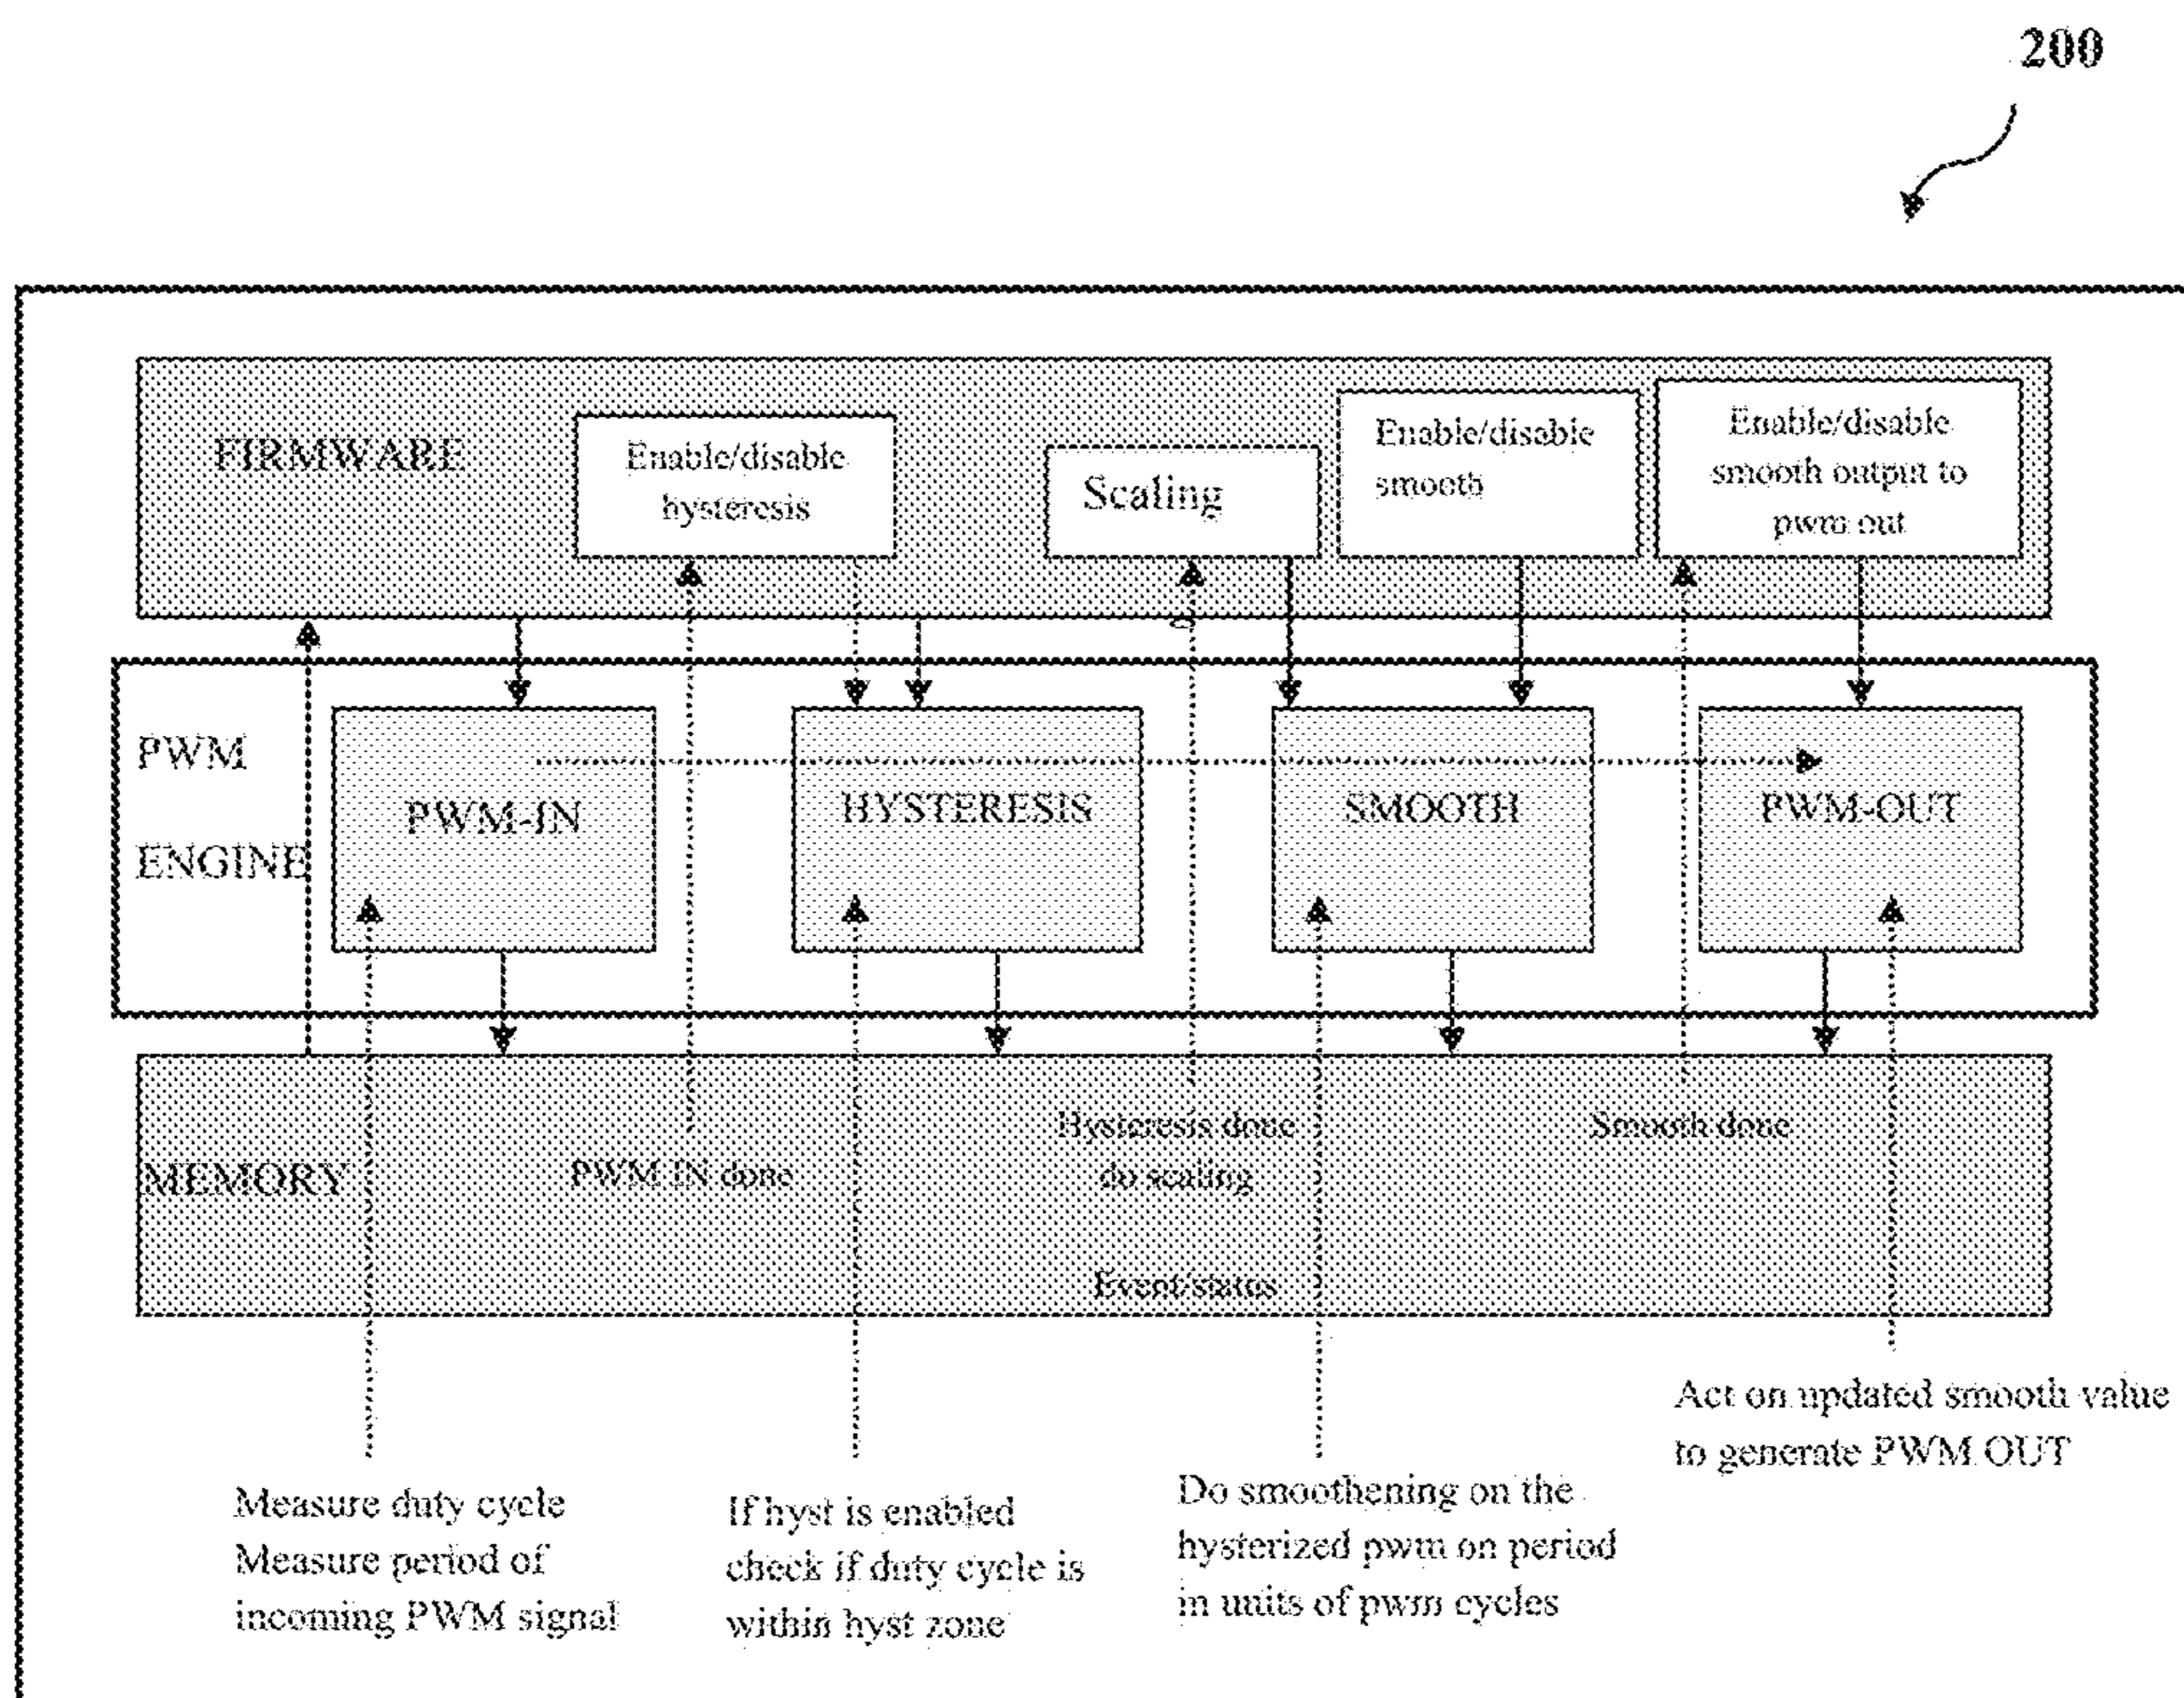 200
FIRMWARE
Enable/disable
hysteresis
Scaling
Enable/disable
smooth
Enable/disable
smooth output to
pwm out
PWM
ENGINE
PWM-IN
HYSTERESIS
SMOOTH
PWM-OUT
MEMORY
PWM IN done
Hysteresis done
do scaling
Smooth done
Event/status
Measure duty cycle
Measure period of
incoming PWM signal
If hyst is enabled
check if duty cycle is
within hyst zone
Do smoothening on the
hysterized pwm on period
in units of pwm cycles
Act on updated smooth value
to generate PWM OUT